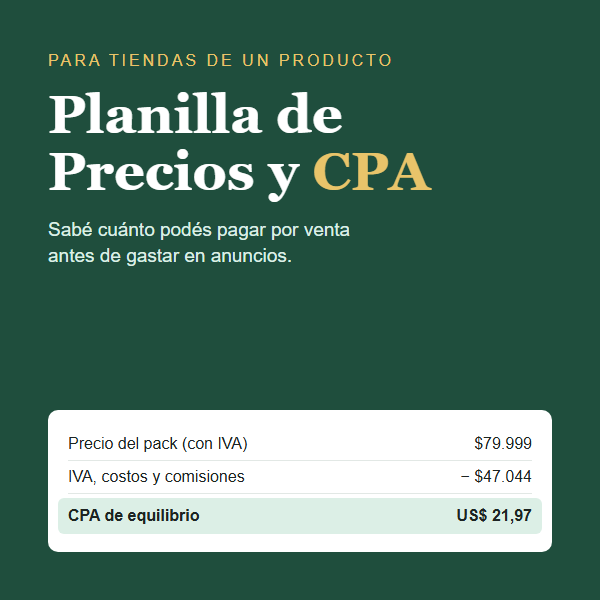 PARA TIENDAS DE UN PRODUCTO
Planilla de
Precios y CPA
Sabé cuánto podés pagar por venta
antes de gastar en anuncios.
Precio del pack (con IVA) $79.999
IVA, costos y comisiones − $47.044
CPA de equilibrio US$ 21,97